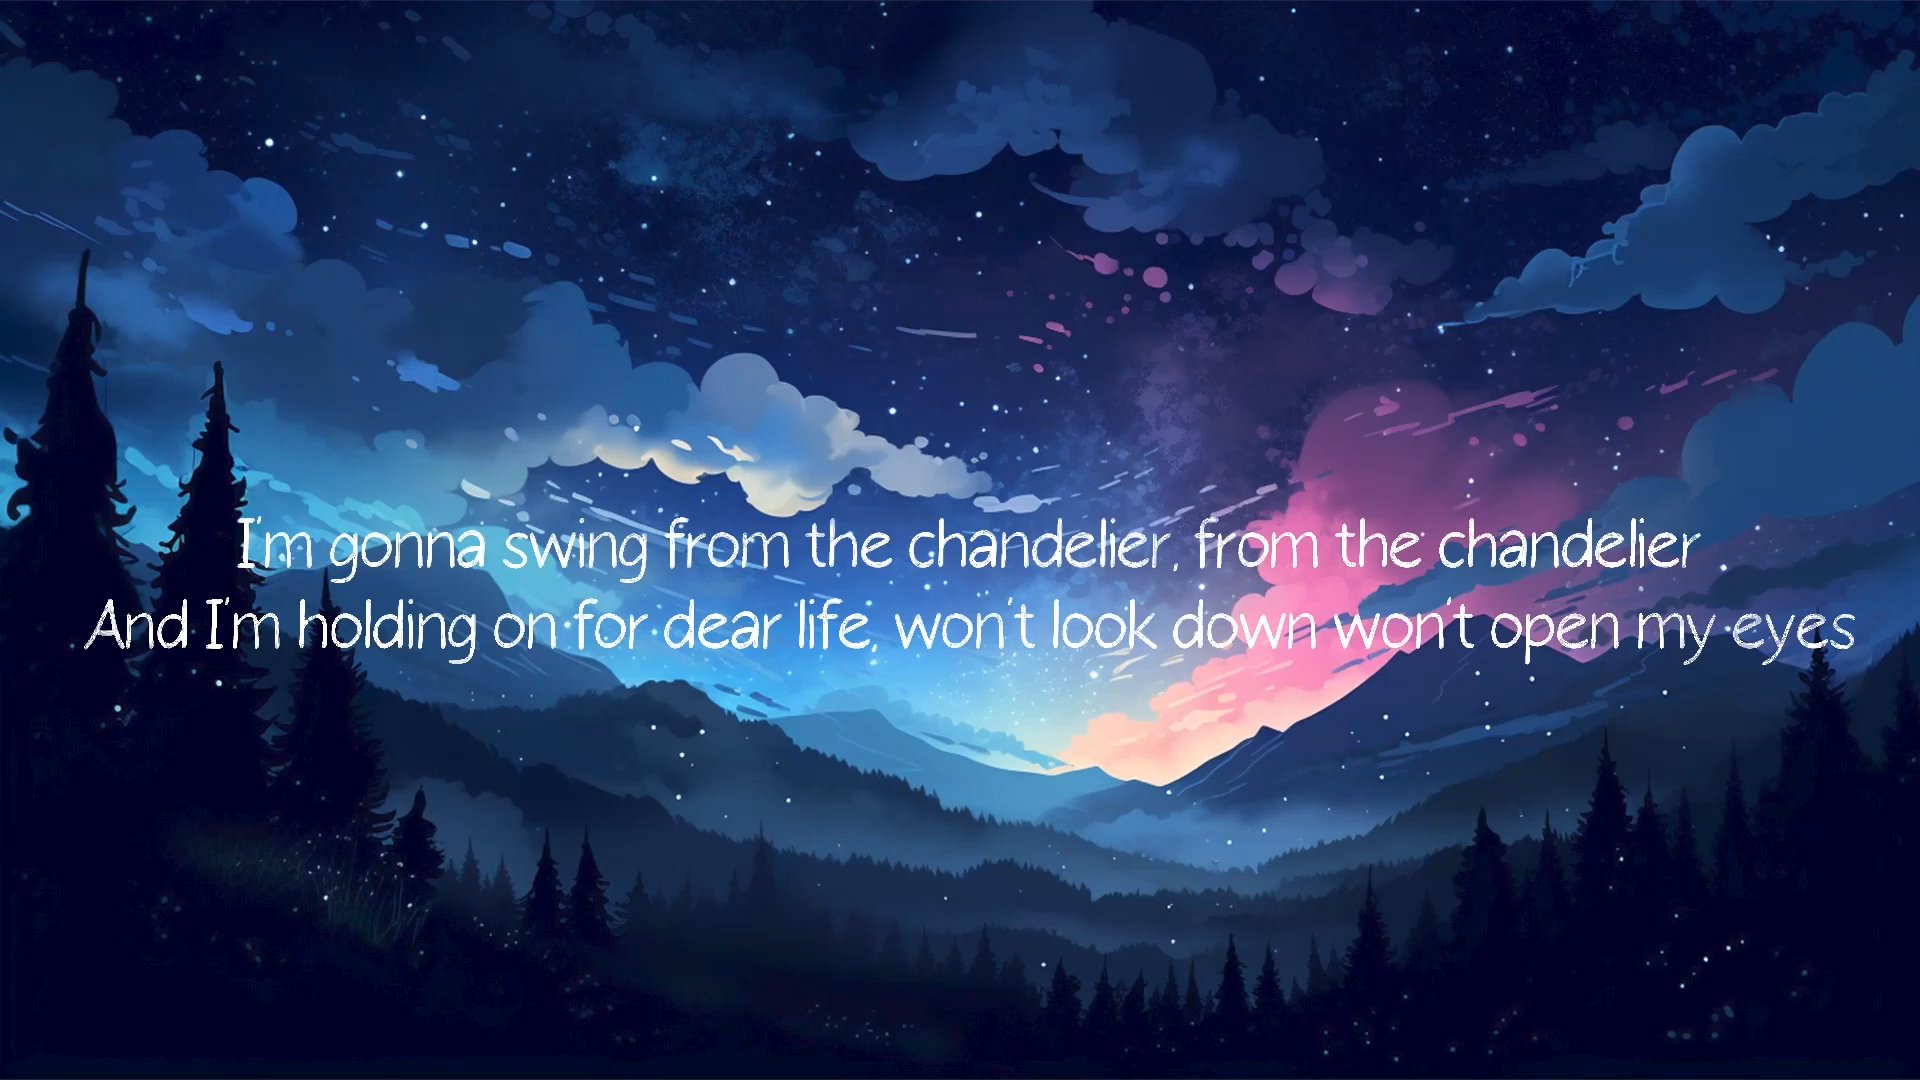 I'm gonna swing from the chandelier, from the chandelier
And I'm holding on for dear life, won't look down won't open my eyes